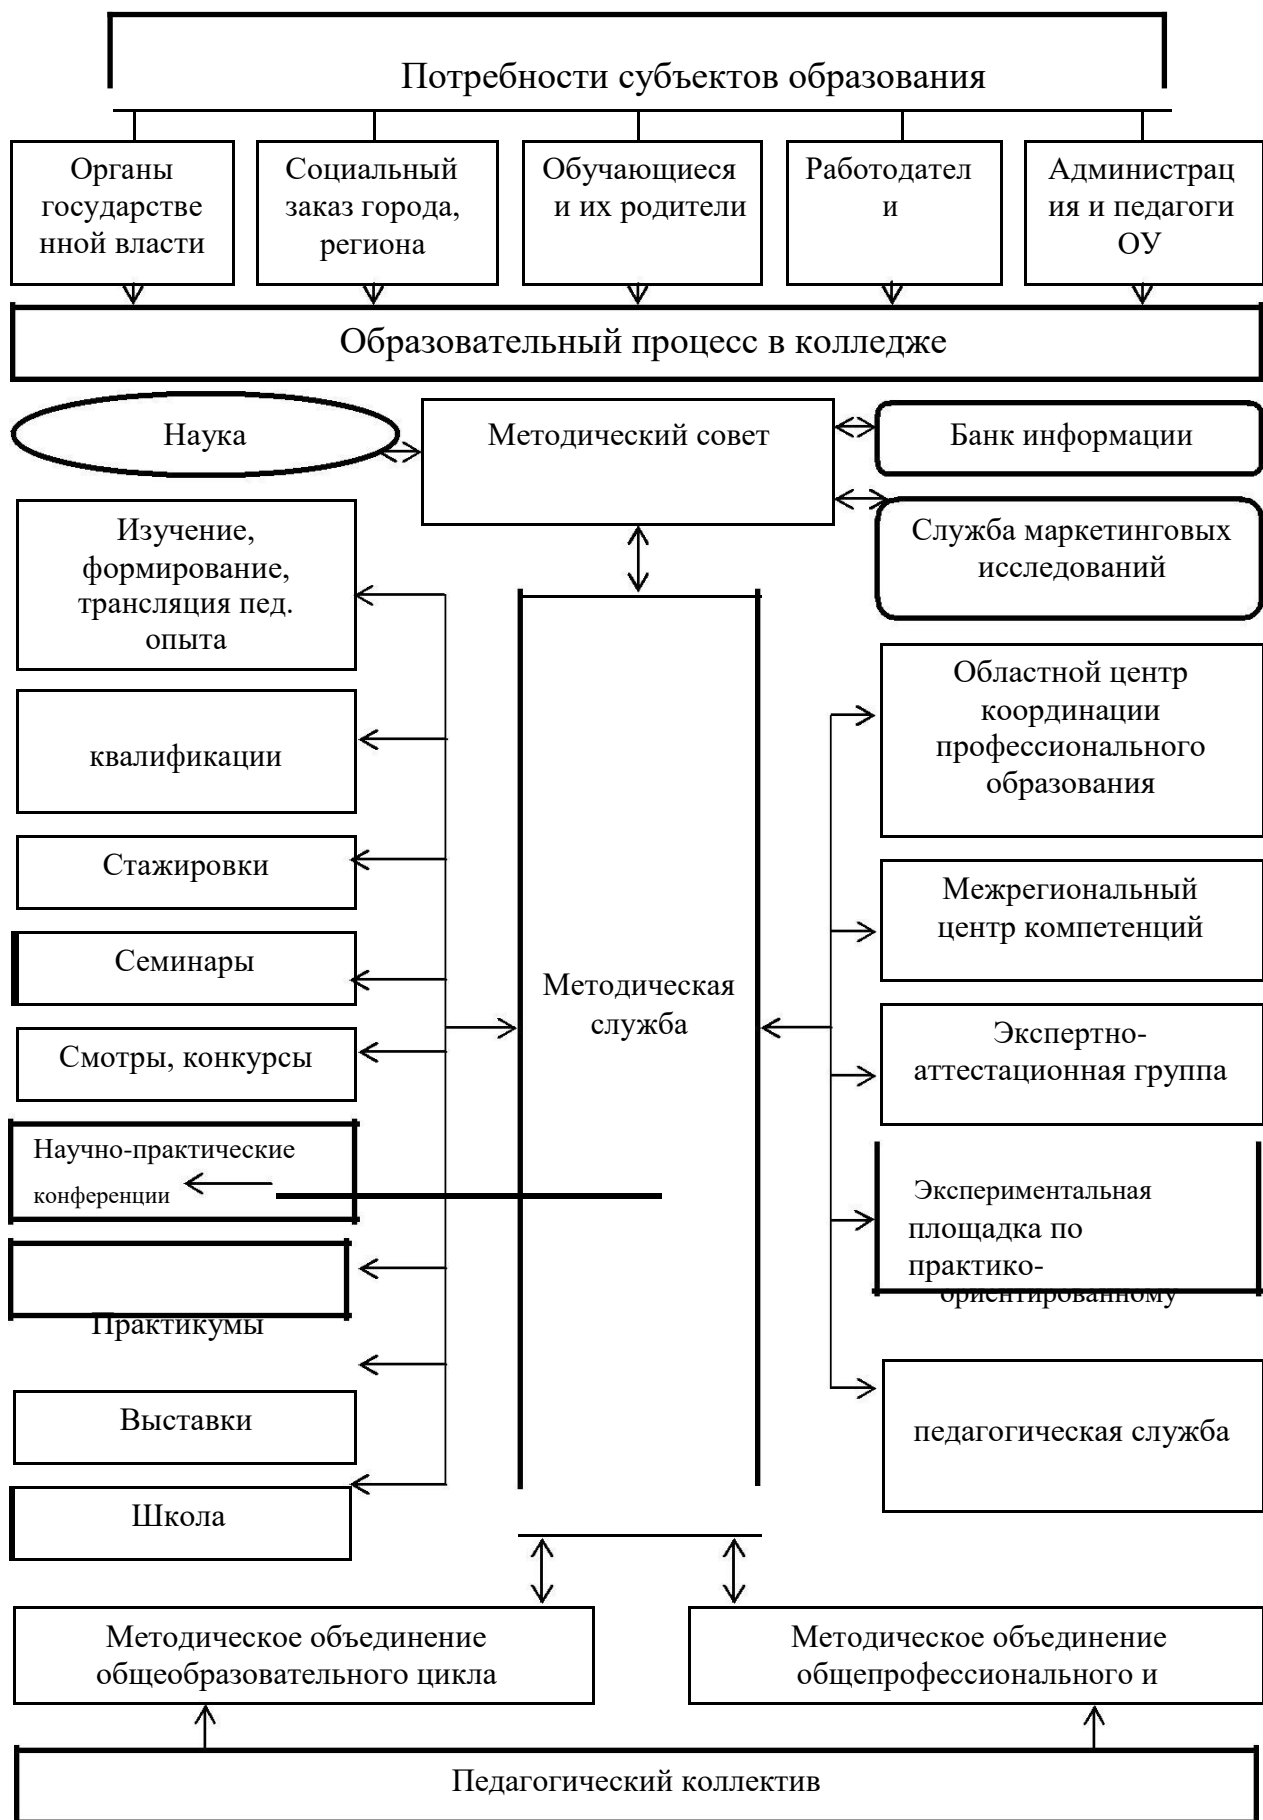 Потребности субъектов образования
Органы
государстве
нной власти
Социальный
заказ города,
региона
Обучающиеся
и их родители
Работодател
и
Администрац
ия и педагоги
ОУ
Образовательный процесс в колледже
Наука
Методический совет
Банк информации
Служба маркетинговых
исследований
Изучение,
формирование,
трансляция пед.
опыта
квалификации
Стажировки
Семинары
Смотры, конкурсы
Научно-практические
конференции
Практикумы
Выставки
Школа
Методическая
служба
Областной центр
координации
профессионального
образования
Межрегиональный
центр компетенций
Экспертно-
аттестационная группа
Экспериментальная
площадка по
практико-
ориентированному
педагогическая служба
Методическое объединение
общеобразовательного цикла
Методическое объединение
общепрофессионального и
Педагогический коллектив